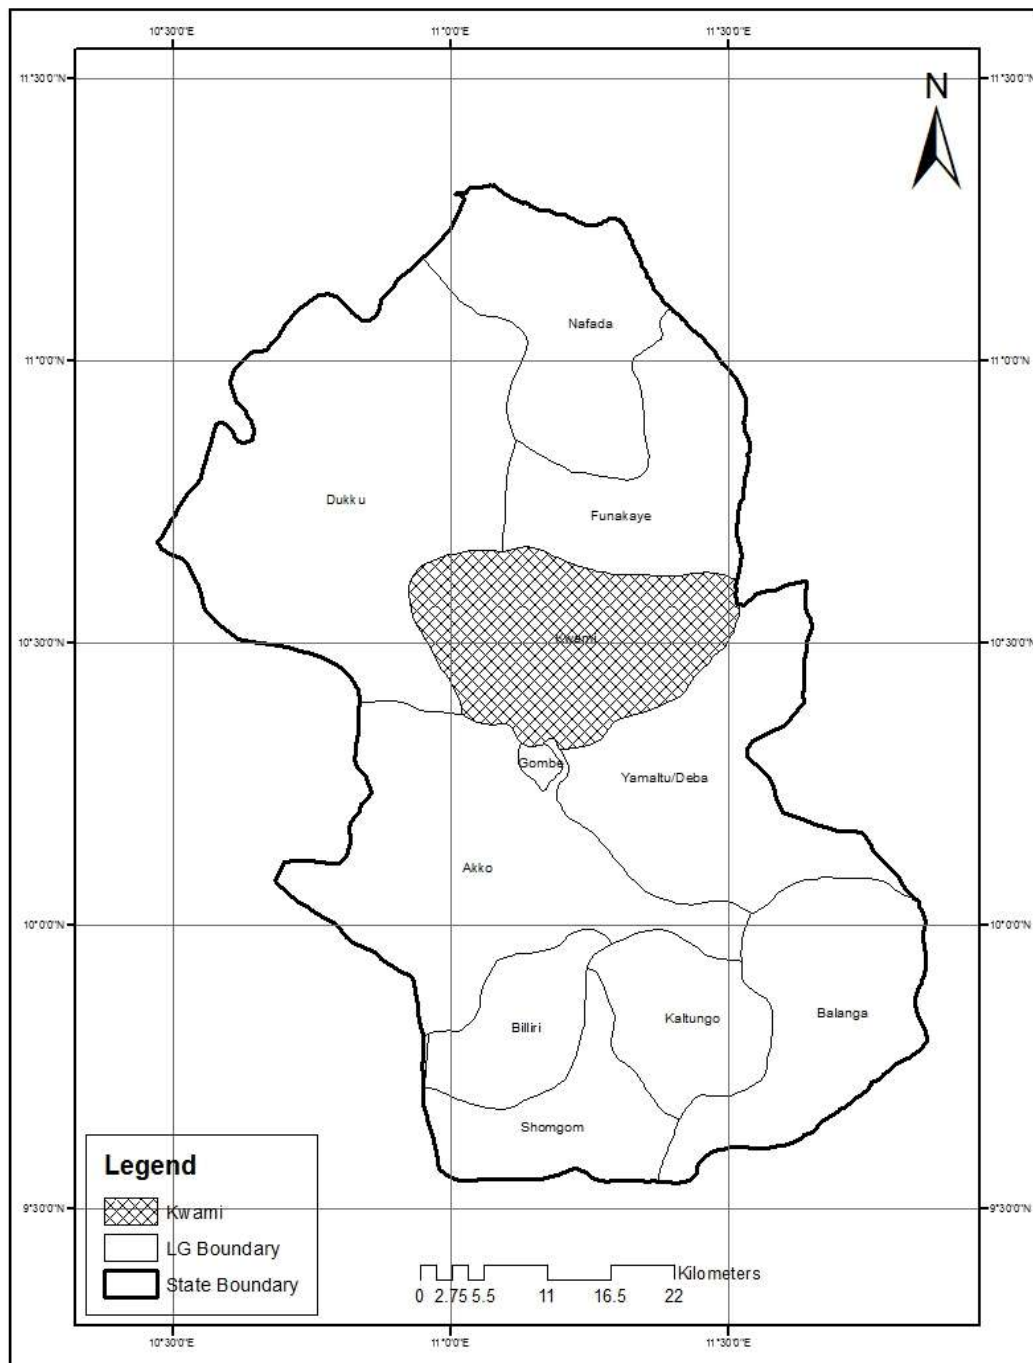 10°30'0"E 11°0'0"E 11°30'0"E
11°30'0"N 11°30'0"N
N
Nafada
11°0'0"N 11°0'0"N
Dukku
Funakaye
Kwami
10°30'0"N 10°30'0"N
Gombe
Yamaltu/Deba
Akko
10°0'0"N 10°0'0"N
Billiri
Kaltungo
Balanga
Shomgom
Legend
Kwami
LG Boundary
State Boundary
9°30'0"N 9°30'0"N
Kilometers
0 2.75 5.5 11 16.5 22
10°30'0"E 11°0'0"E 11°30'0"E